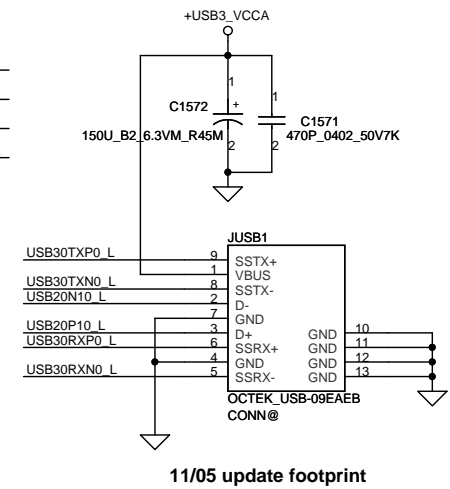 +USB3_VCCA
1
1
C1572
+
C1571
150U_B2_6.3VM_R45M
470P_0402_50V7K
2
2
JUSB1
USB30TXP0_L 9 SSTX+
1 VBUS
USB30TXN0_L 8 SSTX-
USB20N10_L 2 D-
7 GND
USB20P10_L 3 D+ GND 10
USB30RXP0_L 6 SSRX+ GND 11
4 GND GND 12
USB30RXN0_L 5 SSRX- GND 13
OCTEK_USB-09EAEB
CONN@
11/05 update footprint